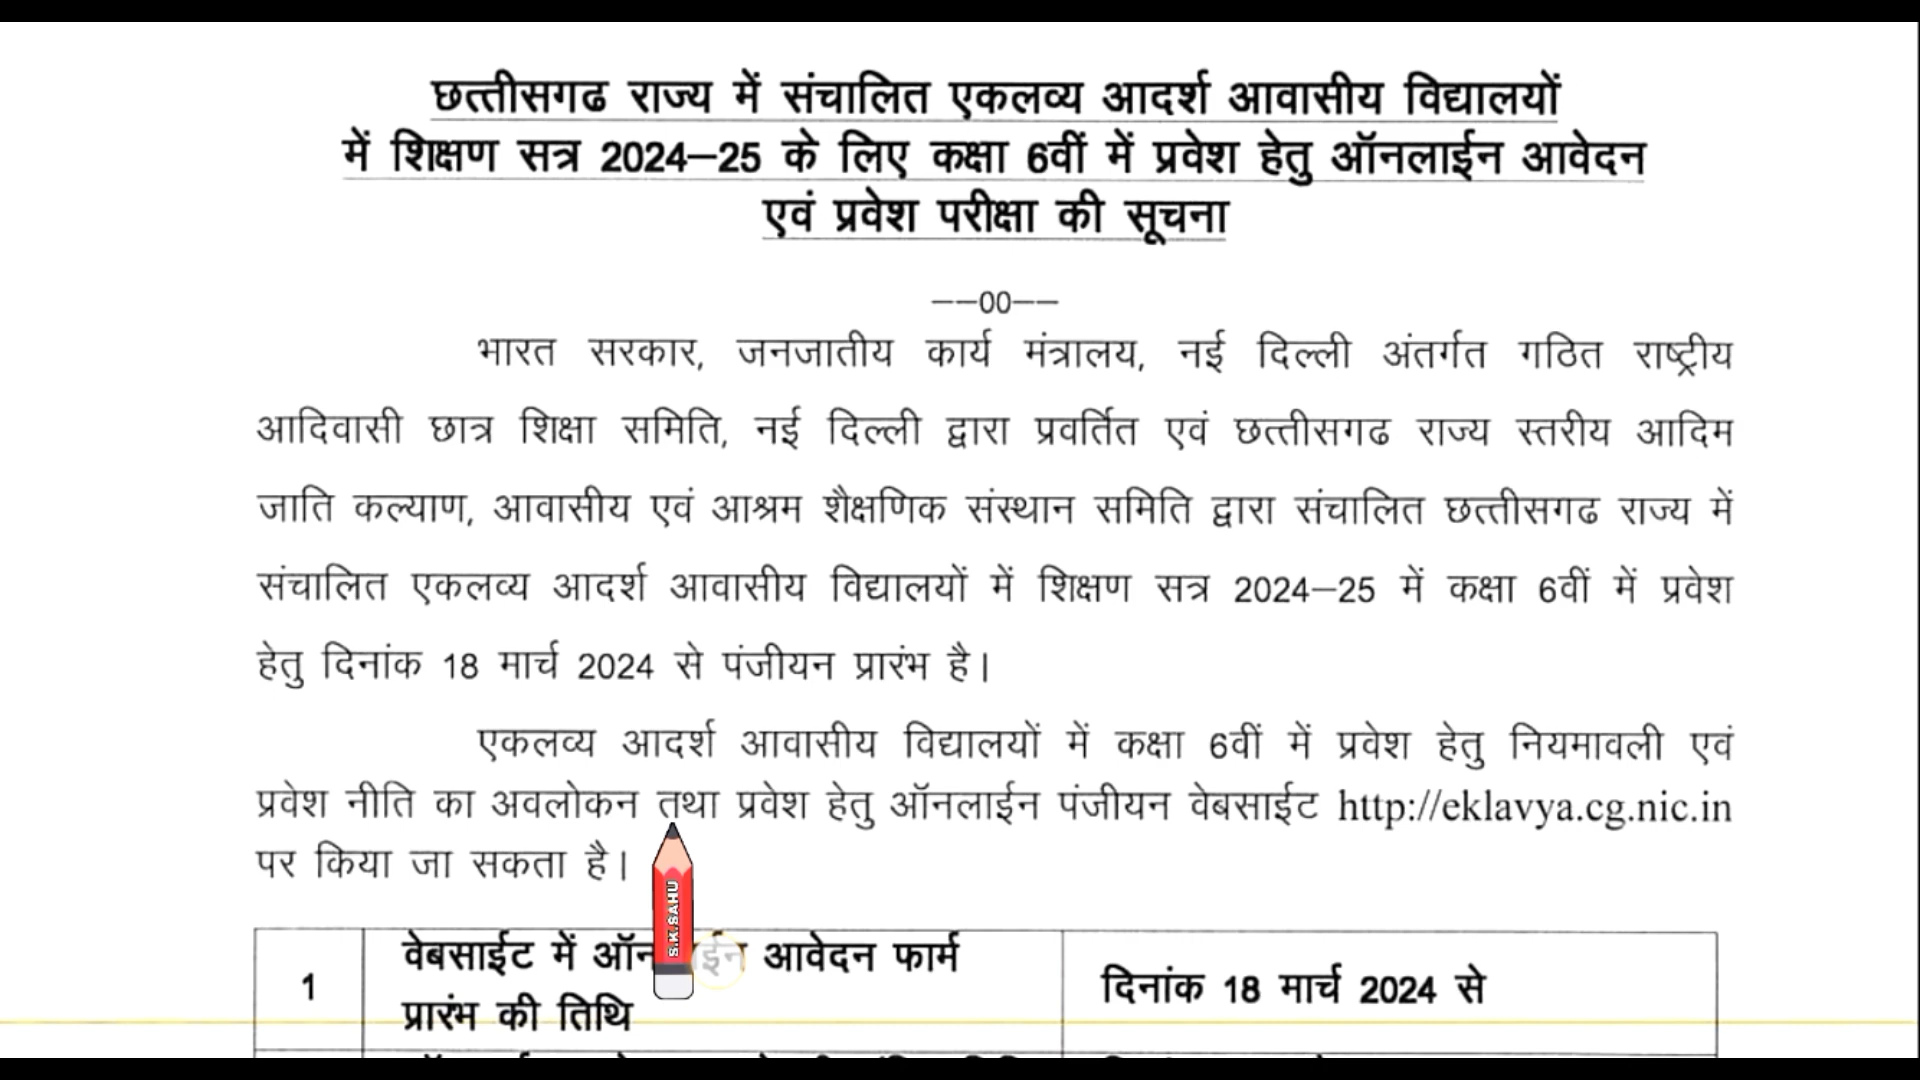 छत्तीसगढ राज्य में संचालित एकलव्य आदर्श आवासीय विद्यालयों
में शिक्षण सत्र 2024–25 के लिए कक्षा 6वीं में प्रवेश हेतु ऑनलाईन आवेदन
एवं प्रवेश परीक्षा की सूचना
––00––
भारत सरकार, जनजातीय कार्य मंत्रालय, नई दिल्ली अंतर्गत गठित राष्ट्रीय
आदिवासी छात्र शिक्षा समिति, नई दिल्ली द्वारा प्रवर्तित एवं छत्तीसगढ राज्य स्तरीय आदिम
जाति कल्याण, आवासीय एवं आश्रम शैक्षणिक संस्थान समिति द्वारा संचालित छत्तीसगढ राज्य में
संचालित एकलव्य आदर्श आवासीय विद्यालयों में शिक्षण सत्र 2024–25 में कक्षा 6वीं में प्रवेश
हेतु दिनांक 18 मार्च 2024 से पंजीयन प्रारंभ है।
एकलव्य आदर्श आवासीय विद्यालयों में कक्षा 6वीं में प्रवेश हेतु नियमावली एवं
प्रवेश नीति का अवलोकन तथा प्रवेश हेतु ऑनलाईन पंजीयन वेबसाईट http://eklavya.cg.nic.in
पर किया जा सकता है।
S.K.SAHU
वेबसाईट में आवेदन फार्म
1 दिनांक 18 मार्च 2024 से
प्रारंभ की तिथि